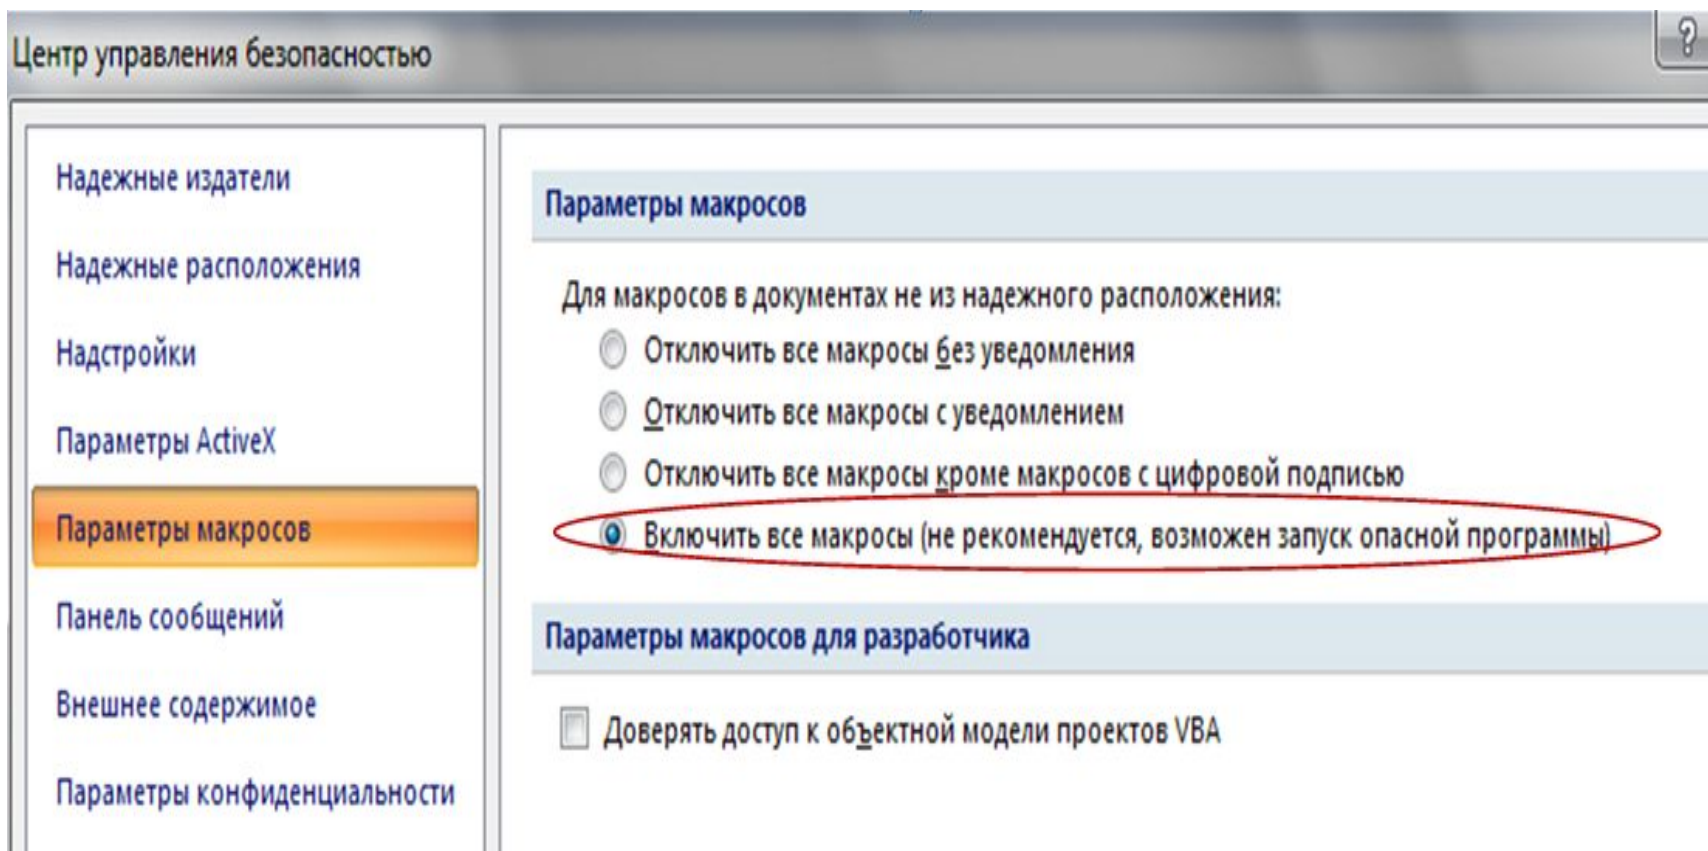 Центр управления безопасностью
?
Надежные издатели
Надежные расположения
Надстройки
Параметры ActiveX
Параметры макросов
Панель сообщений
Внешнее содержимое
Параметры конфиденциальности
Параметры макросов
Для макросов в документах не из надежного расположения:
Отключить все макросы без уведомления
Отключить все макросы с уведомлением
Отключить все макросы кроме макросов с цифровой подписью
Включить все макросы (не рекомендуется, возможен запуск опасной программы)
Параметры макросов для разработчика
Доверять доступ к объектной модели проектов VBA